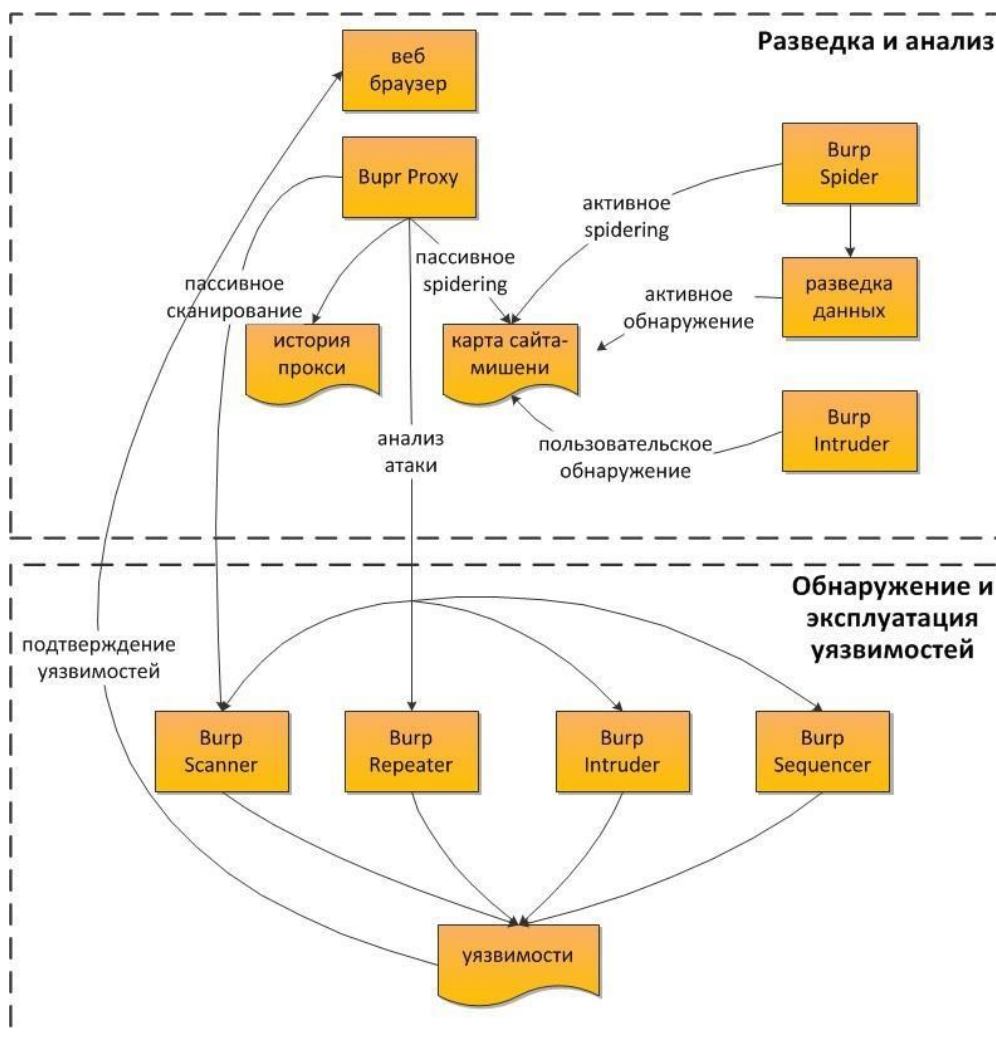 Разведка и анализ
веб
браузер
Bupr Proxy
Burp
Spider
активное
spidering
пассивное
spidering
пассивное
сканирование
разведка
данных
активное
обнаружение
история
прокси
карта сайта-
мишени
Burp
Intruder
анализ
атаки
пользовательское
обнаружение
Обнаружение и
эксплуатация
уязвимостей
подтверждение
уязвимостей
Burp
Scanner
Burp
Repeater
Burp
Intruder
Burp
Sequencer
уязвимости